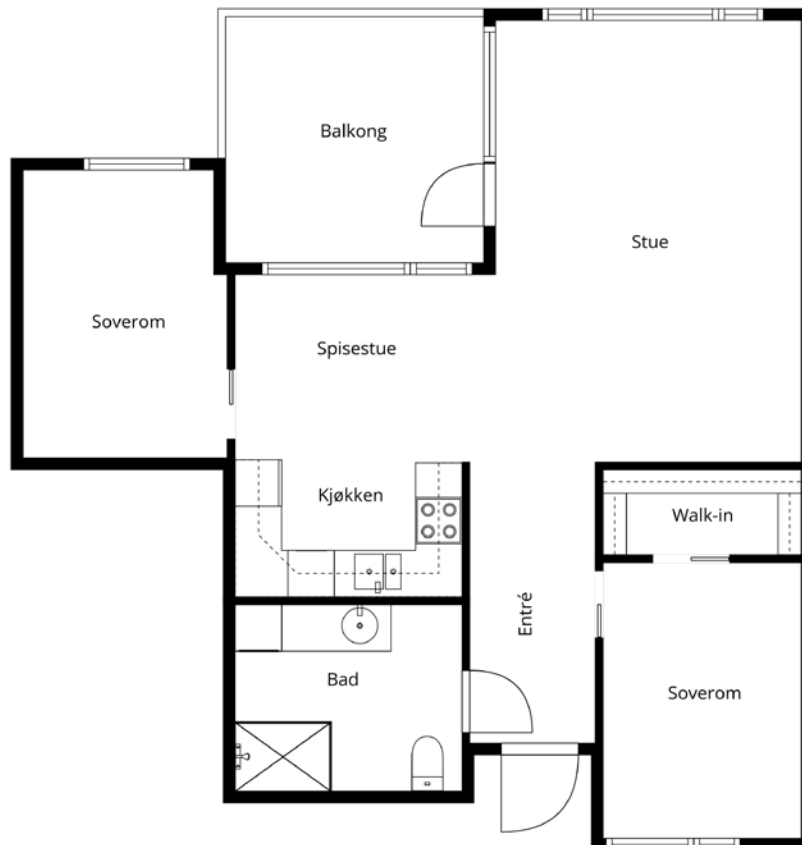 Balkong
Stue
Soverom
Spisestue
Kjøkken
Walk-in
Entré
Bad
Soverom